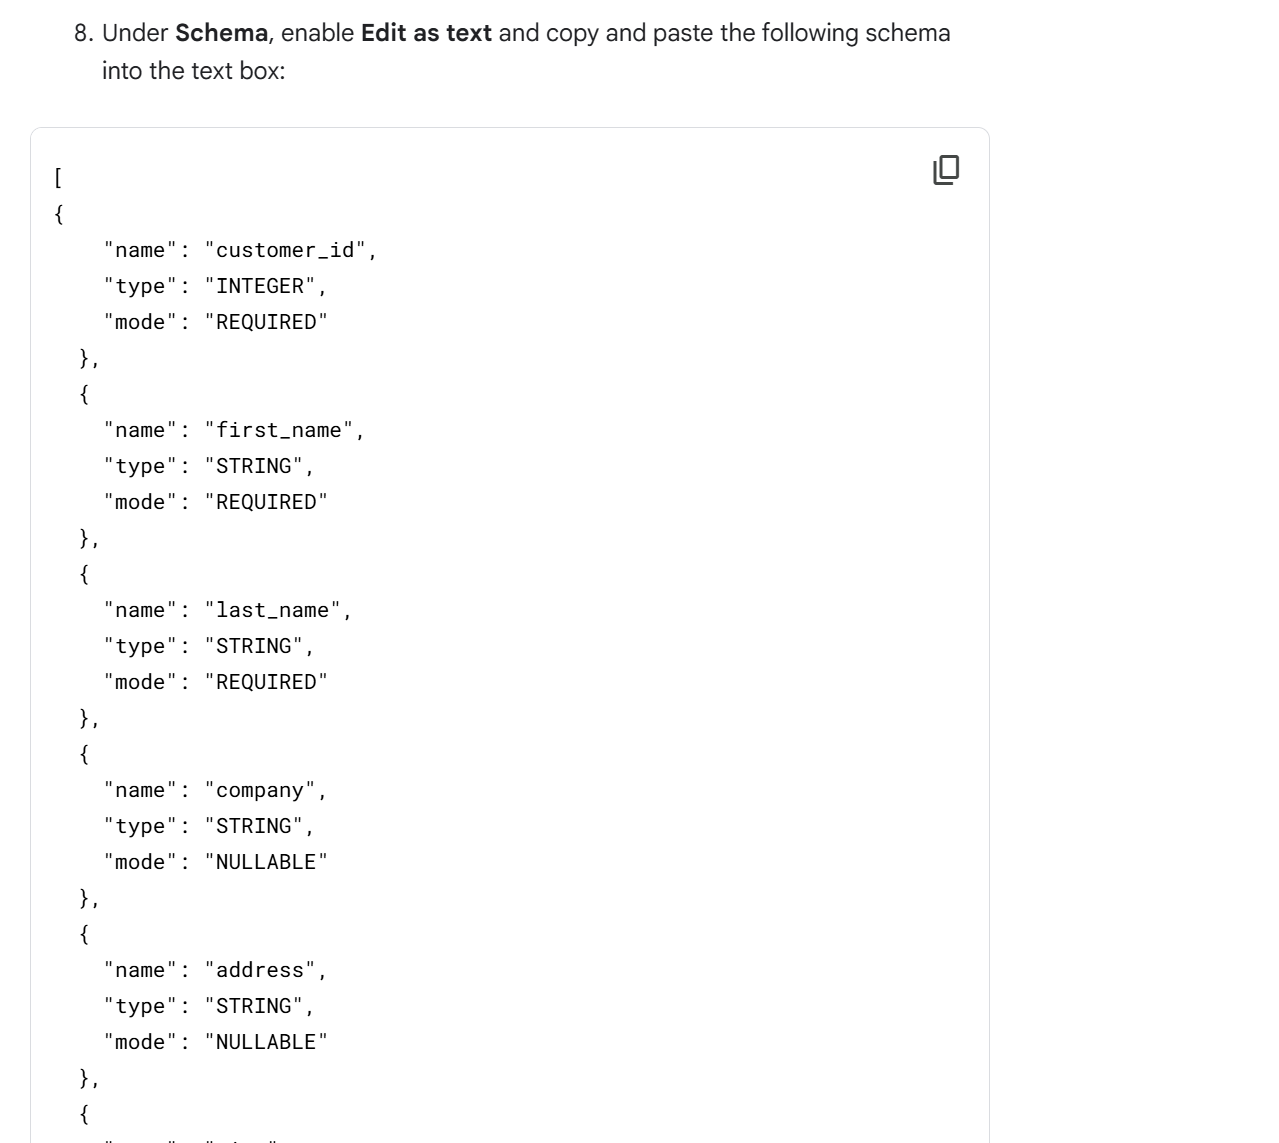 8. Under Schema, enable Edit as text and copy and paste the following schema
into the text box:
[
{
    "name": "customer_id",
    "type": "INTEGER",
    "mode": "REQUIRED"
  },
  {
    "name": "first_name",
    "type": "STRING",
    "mode": "REQUIRED"
  },
  {
    "name": "last_name",
    "type": "STRING",
    "mode": "REQUIRED"
  },
  {
    "name": "company",
    "type": "STRING",
    "mode": "NULLABLE"
  },
  {
    "name": "address",
    "type": "STRING",
    "mode": "NULLABLE"
  },
  {